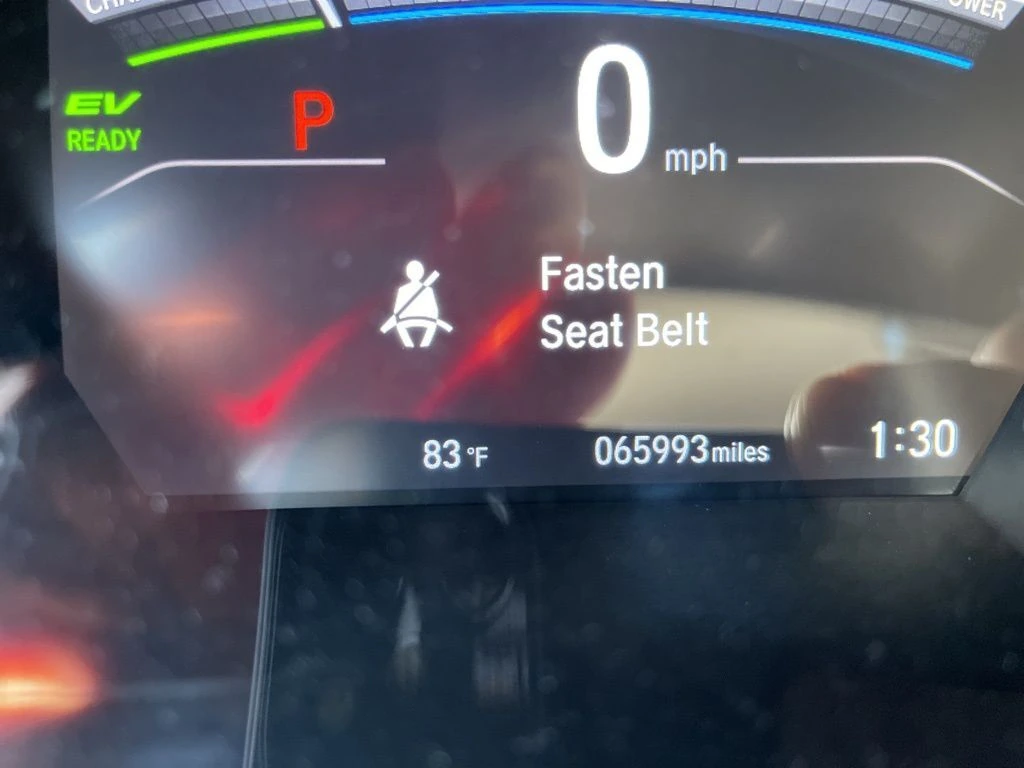 EV
READY
P
0 mph
Fasten
Seat Belt
83 °F
065993 miles
1:30